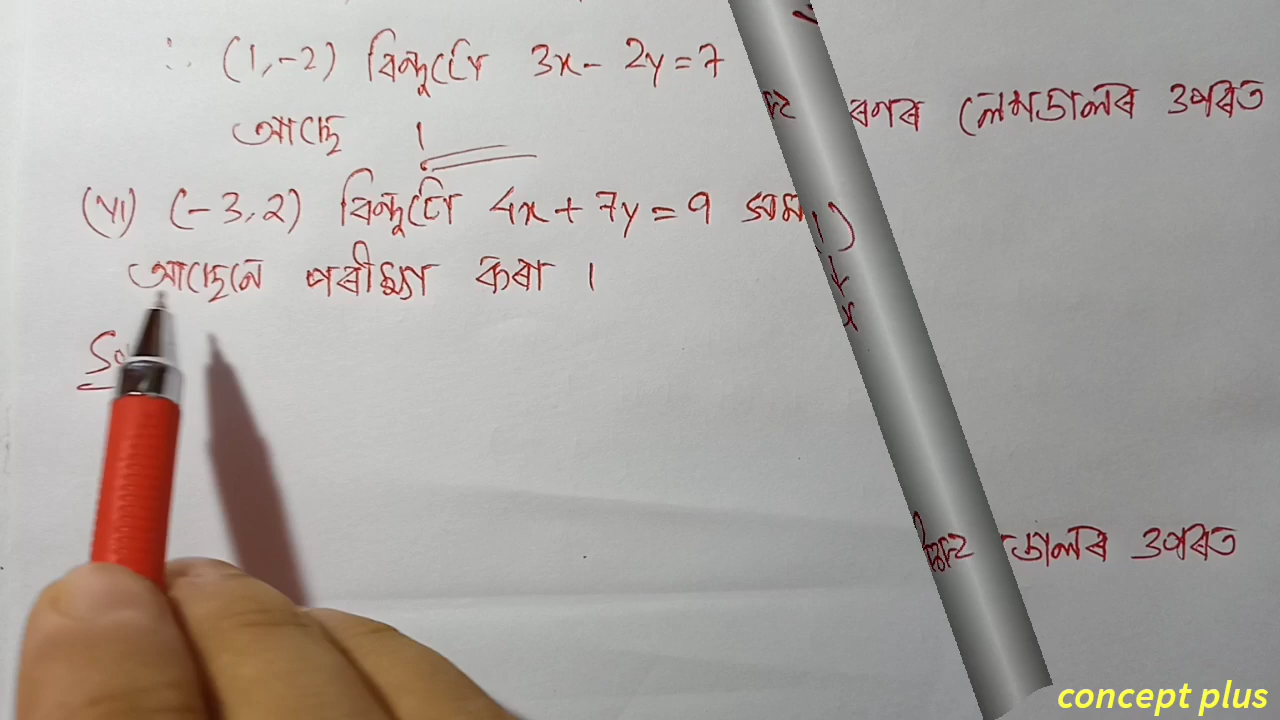 ∴ (1,-2) বিন্দুটো 3x - 2y = 7
ৰণৰ লেখডালৰ ওপৰত
আছে ।
(vi) (-3,2) বিন্দুটো 4x + 7y = 9 সম
আছেনে পৰীক্ষা কৰা ।
ডালৰ ওপৰত
concept plus